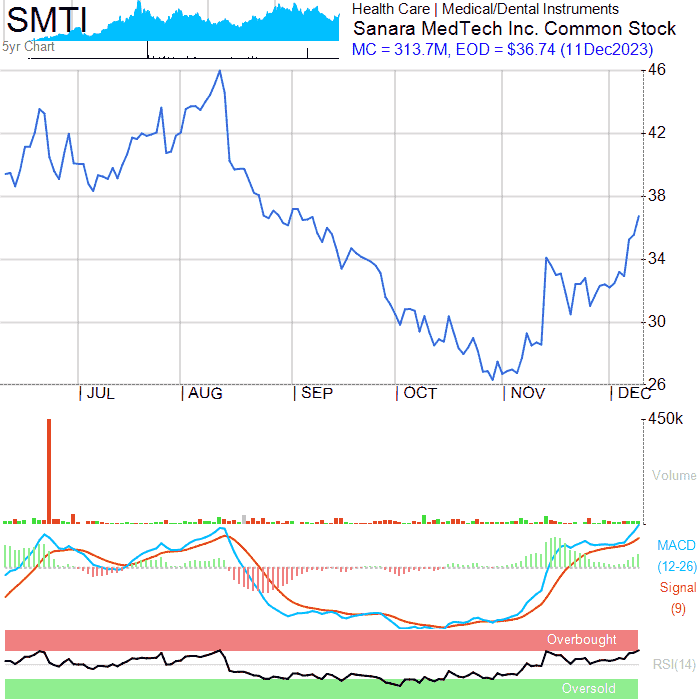 SMTI
5yr Chart
Health Care | Medical/Dental Instruments
Sanara MedTech Inc. Common Stock
MC = 313.7M, EOD = $36.74 (11Dec2023)
46
42
38
34
30
26
JUL AUG SEP OCT NOV DEC
450k
Volume
MACD
(12-26)
Signal
(9)
Overbought
RSI(14)
Oversold